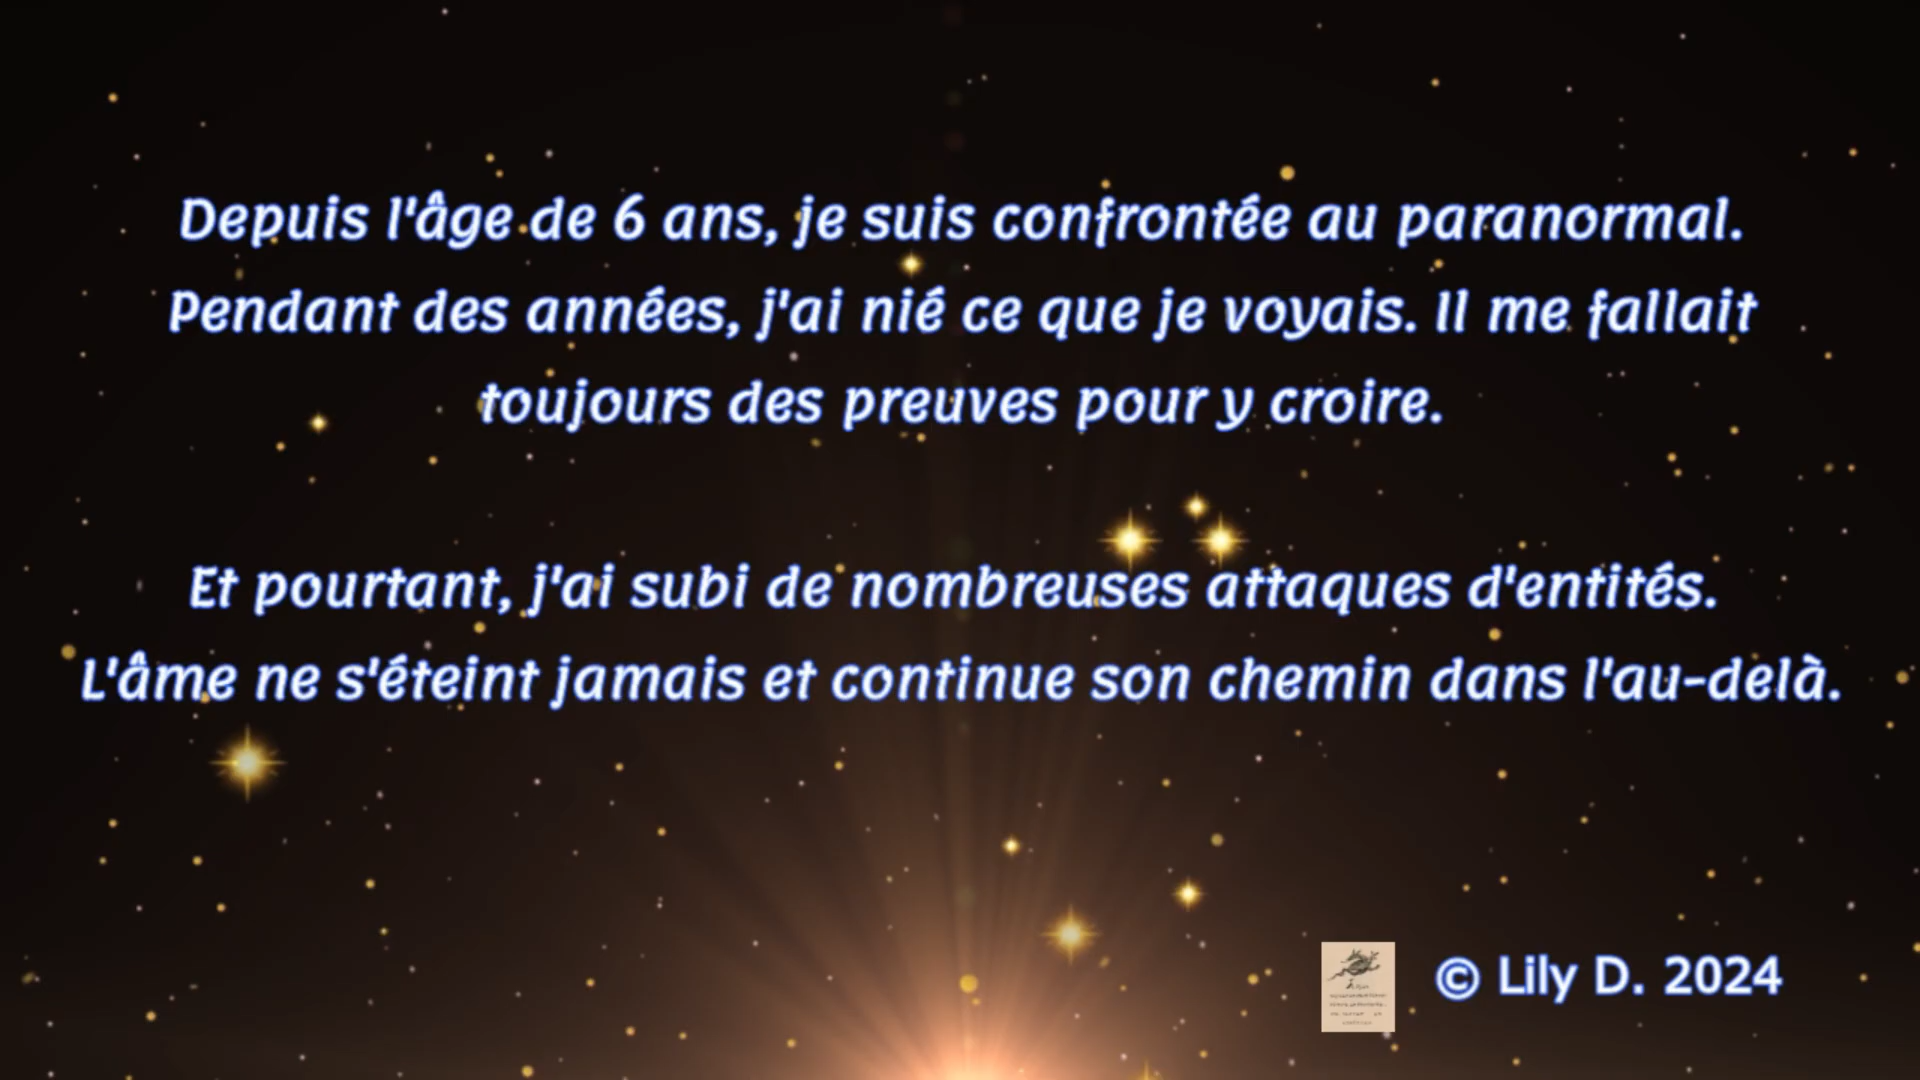 Depuis l'âge de 6 ans, je suis confrontée au paranormal.
Pendant des années, j'ai nié ce que je voyais. Il me fallait
toujours des preuves pour y croire.
Et pourtant, j'ai subi de nombreuses attaques d'entités.
L'âme ne s'éteint jamais et continue son chemin dans l'au-delà.
© Lily D. 2024